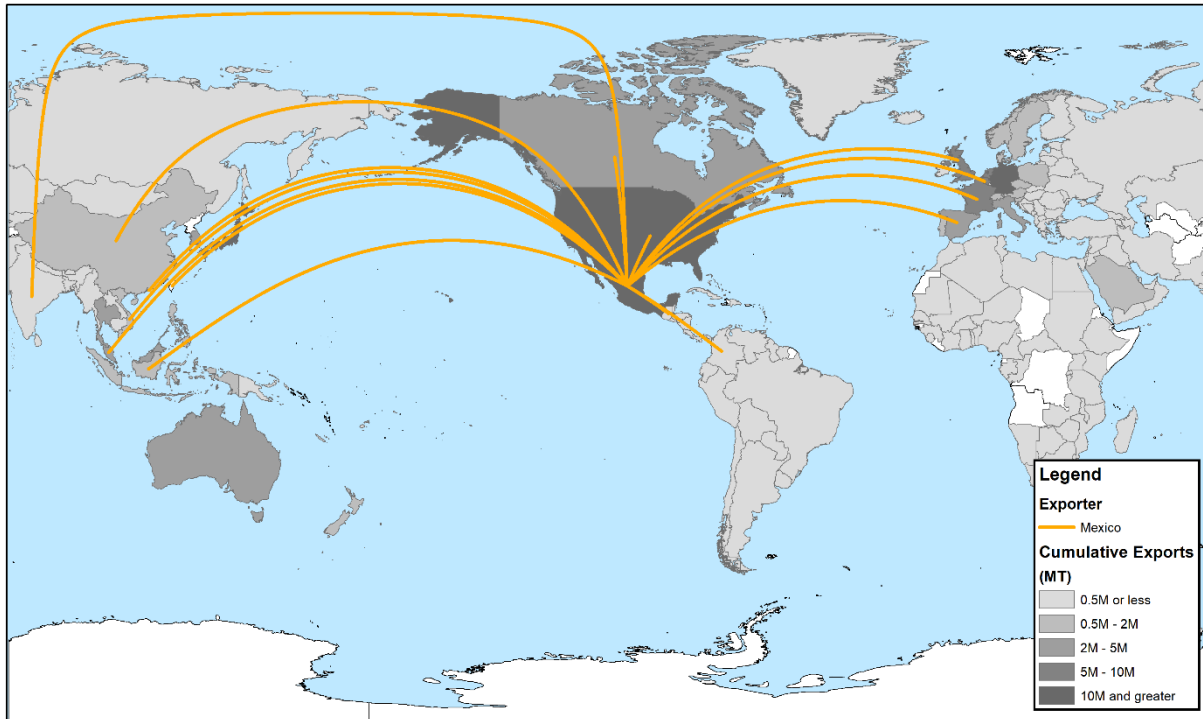 Legend
Exporter
Mexico
Cumulative Exports
(MT)
0.5M or less
0.5M - 2M
2M - 5M
5M - 10M
10M and greater